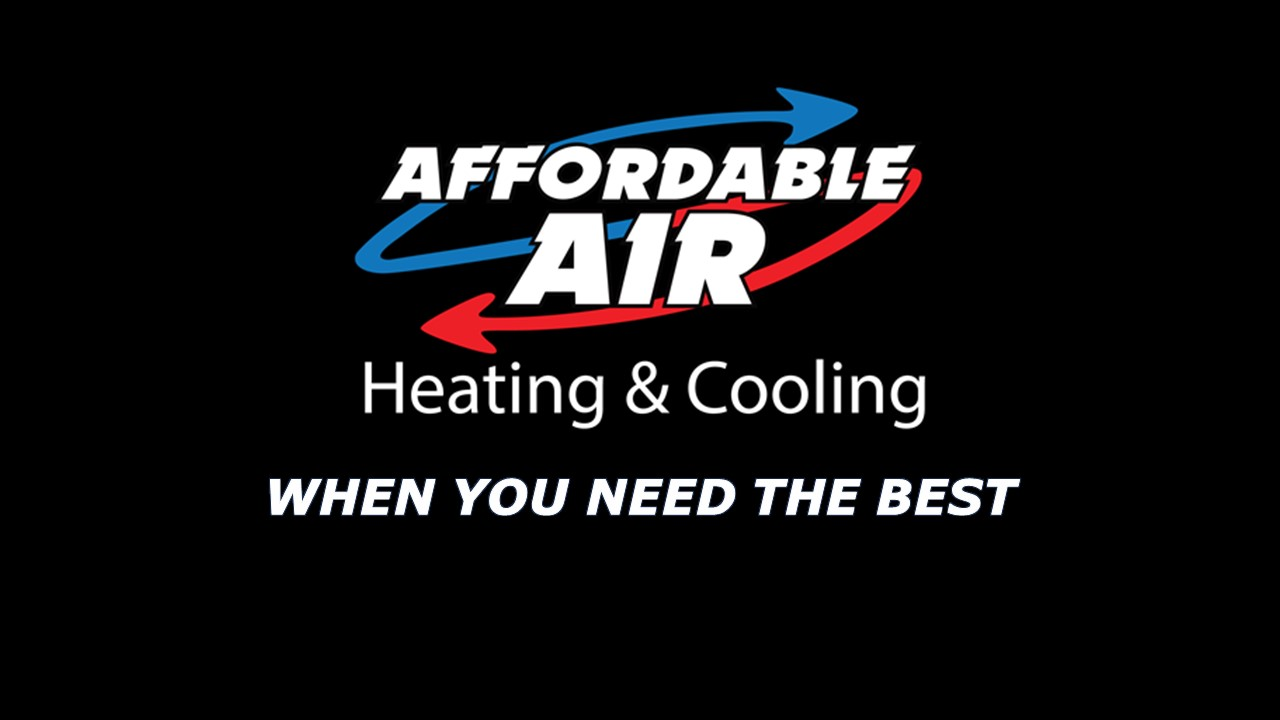 AFFORDABLE
AIR
Heating & Cooling
WHEN YOU NEED THE BEST